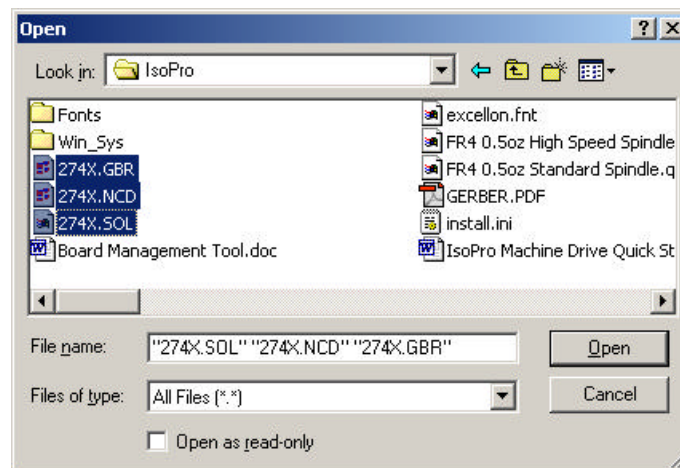 Open
Look in: IsoPro
Fonts
Win_Sys
274X.GBR
274X.NCD
274X.SOL
Board Management Tool.doc
excellon.fnt
FR4 0.5oz High Speed Spindle
FR4 0.5oz Standard Spindle.q
GERBER.PDF
install.ini
IsoPro Machine Drive Quick St
File name: "274X.SOL" "274X.NCD" "274X.GBR" Open
Files of type: All Files (*.*) Cancel
Open as read-only